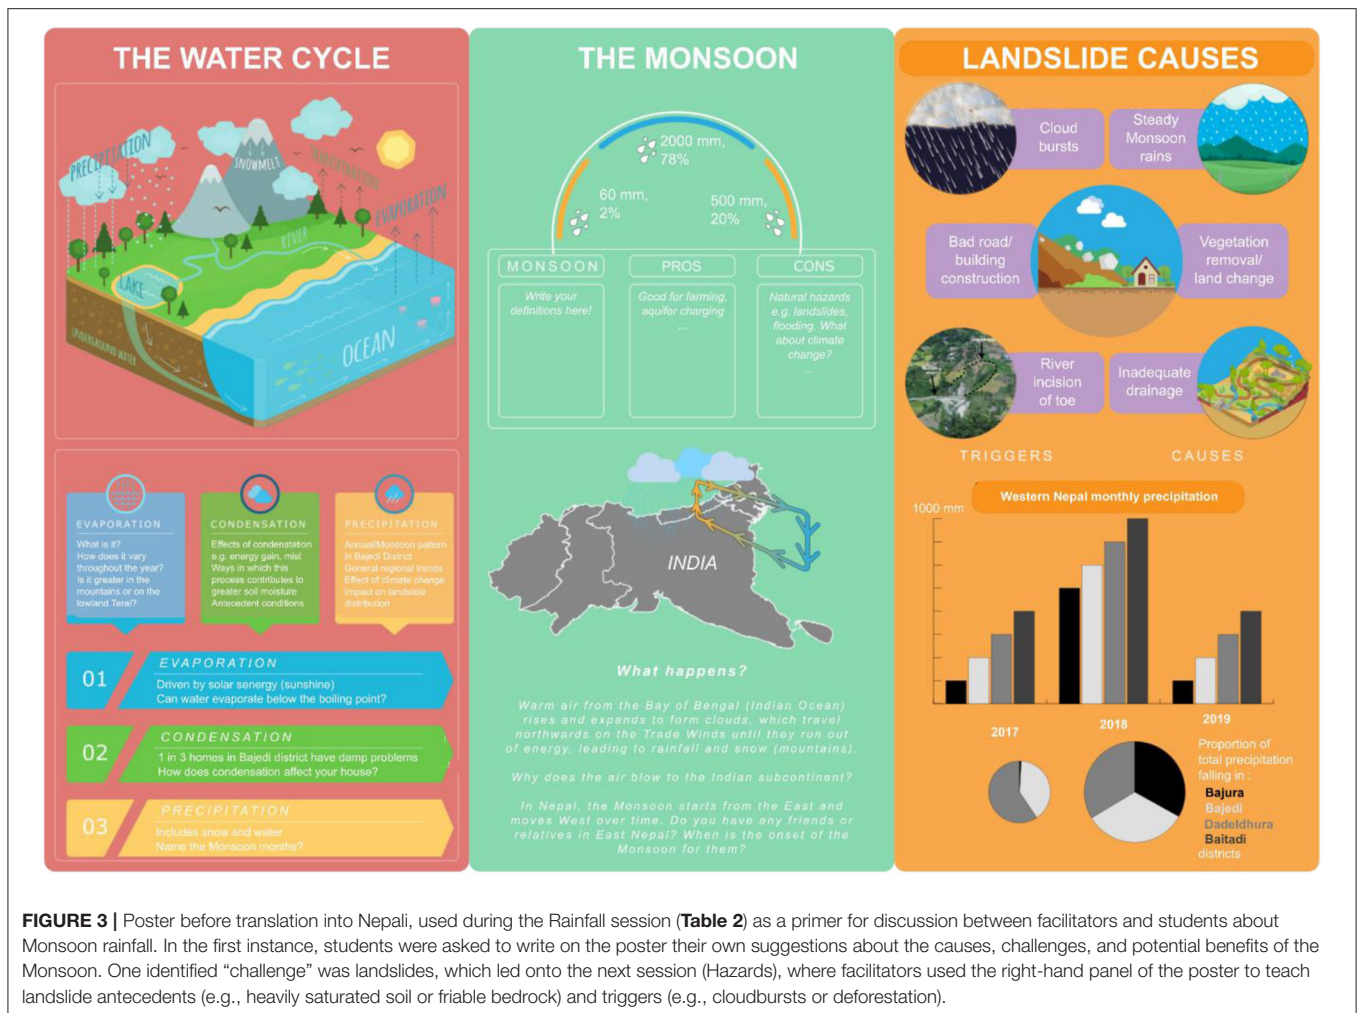 THE WATER CYCLE
PRECIPITATION
SNOWMELT
TRANSPIRATION
EVAPORATION
RIVER
LAKE
UNDERGROUND WATER
OCEAN
EVAPORATION
What is it?
How does it vary
throughout the year?
Is it greater in the
mountains or on the
lowland Terai?
CONDENSATION
Effects of condenstation
e.g. energy gain, mist
Ways in which this
process contributes to
greater soil moisture
Antecedent conditions
PRECIPITATION
Annual/Monsoon pattern
in Bajedi District
General regional trends
Effect of climate change
Impact on landslide
distribution
01
EVAPORATION
Driven by solar senergy (sunshine)
Can water evaporate below the boiling point?
02
CONDENSATION
1 in 3 homes in Bajedi district have damp problems
How does condensation affect your house?
03
PRECIPITATION
Includes snow and water
Name the Monsoon months?
THE MONSOON
2000 mm,
78%
60 mm,
2%
500 mm,
20%
MONSOON
Write your
definitions here!
PROS
Good for farming,
aquifer charging
...
CONS
Natural hazards
e.g. landslides,
flooding. What
about climate
change?
...
INDIA
What happens?
Warm air from the Bay of Bengal (Indian Ocean)
rises and expends to form clouds, which travel
northwards on the Trade Winds until they run out
of energy, leading to rainfall and snow (mountains).
Why does the air blow to the Indian subcontinent?
In Nepal, the Monsoon starts from the East and
moves West over time. Do you have any friends or
relatives in East Nepal? When is the onset of the
Monsoon for them?
LANDSLIDE CAUSES
Cloud
bursts
Steady
Monsoon
rains
Bad road/
building
construction
Vegetation
removal/
land change
River
incision
of toe
Inadequate
drainage
TRIGGERS
CAUSES
Western Nepal monthly precipitation
1000 mm
2017
2018
2019
Proportion of
total precipitation
falling in :
Bajura
Bajedi
Dadeldhura
Baitadi
districts
FIGURE 3 | Poster before translation into Nepali, used during the Rainfall session (Table 2) as a primer for discussion between facilitators and students about
Monsoon rainfall. In the first instance, students were asked to write on the poster their own suggestions about the causes, challenges, and potential benefits of the
Monsoon. One identified “challenge” was landslides, which led onto the next session (Hazards), where facilitators used the right-hand panel of the poster to teach
landslide antecedents (e.g., heavily saturated soil or friable bedrock) and triggers (e.g., cloudbursts or deforestation).